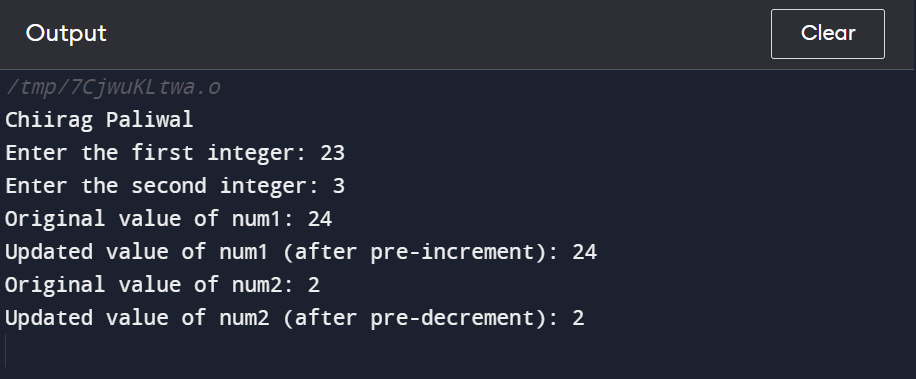 Output
Clear
/tmp/7CjwuKLtwa.o
Chiirag Paliwal
Enter the first integer: 23
Enter the second integer: 3
Original value of num1: 24
Updated value of num1 (after pre-increment): 24
Original value of num2: 2
Updated value of num2 (after pre-decrement): 2